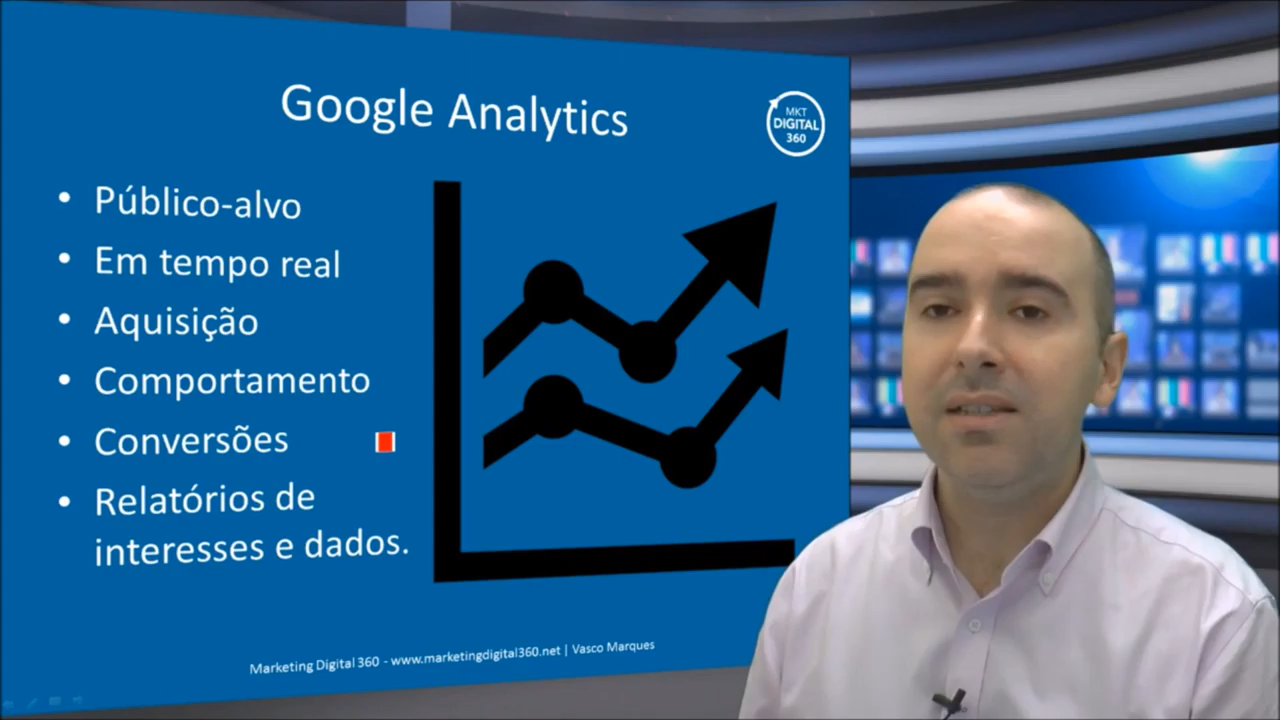 Google Analytics
MKT
DIGITAL
360
• Público-alvo
• Em tempo real
• Aquisição
• Comportamento
• Conversões
• Relatórios de
interesses e dados.
Marketing Digital 360 - www.marketingdigital360.net | Vasco Marques